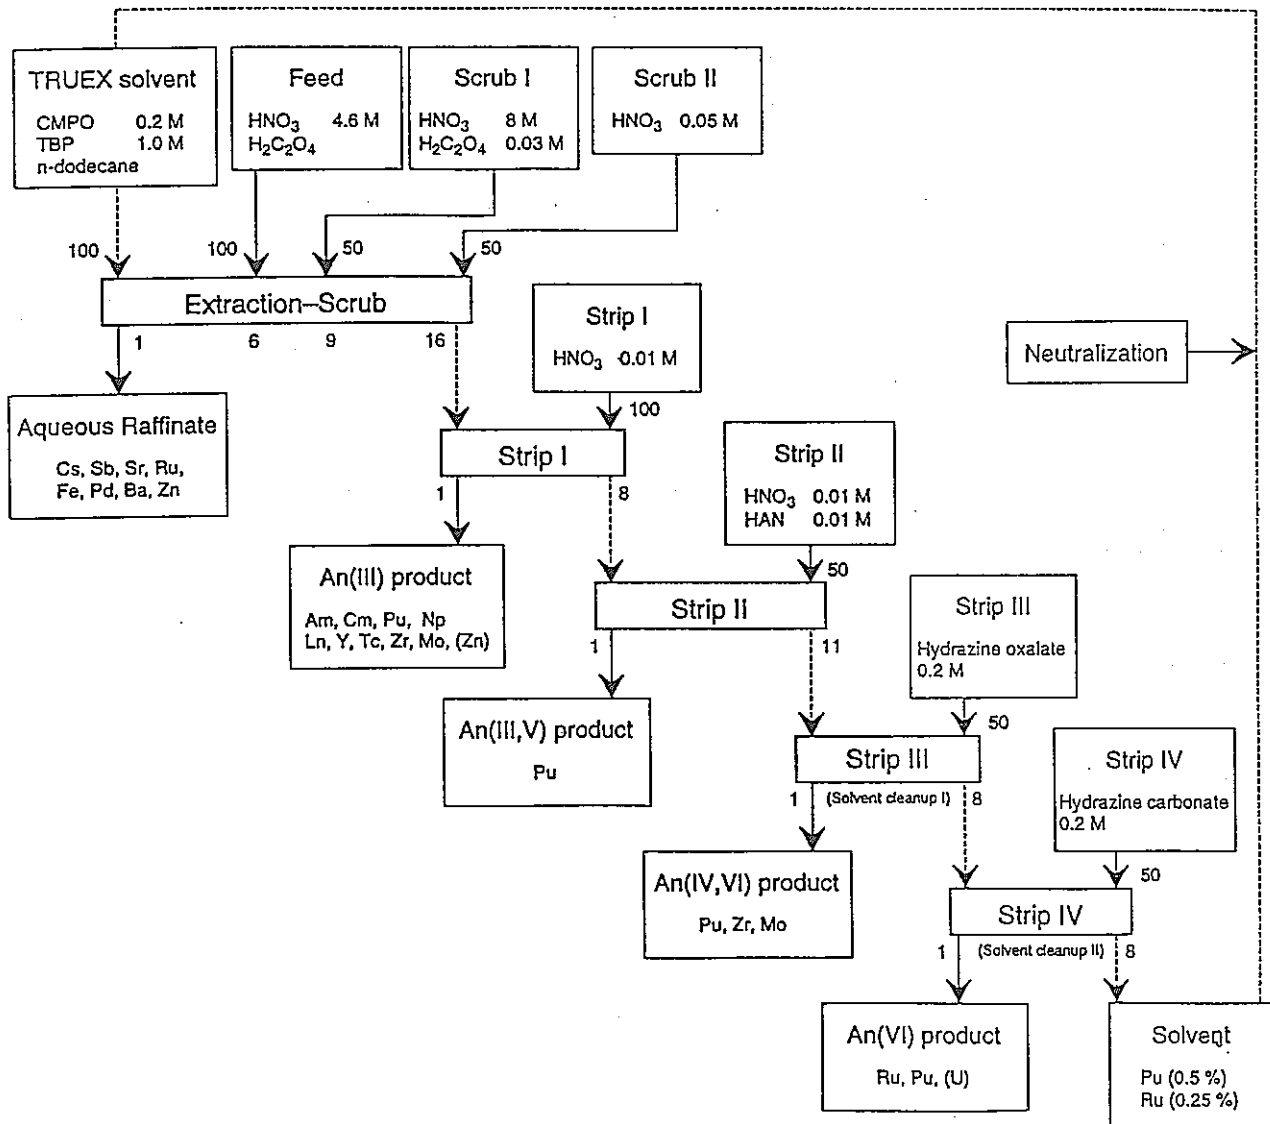 TRUEX solvent
CMPO 0.2 M
TBP 1.0 M
n-dodecane
Feed
HNO3 4.6 M
H2C2O4
Scrub I
HNO3 8 M
H2C2O4 0.03 M
Scrub II
HNO3 0.05 M
100
100
50
50
Extraction–Scrub
1
6
9
16
Strip I
HNO3 0.01 M
100
Neutralization
Aqueous Raffinate
Cs, Sb, Sr, Ru,
Fe, Pd, Ba, Zn
Strip I
1
8
Strip II
HNO3 0.01 M
HAN 0.01 M
50
An(III) product
Am, Cm, Pu, Np
Ln, Y, Tc, Zr, Mo, (Zn)
Strip II
1
11
Strip III
Hydrazine oxalate
0.2 M
50
An(III,V) product
Pu
Strip III
1
(Solvent cleanup I)
8
Strip IV
Hydrazine carbonate
0.2 M
50
An(IV,VI) product
Pu, Zr, Mo
Strip IV
1
(Solvent cleanup II)
8
An(VI) product
Ru, Pu, (U)
Solvent
Pu (0.5 %)
Ru (0.25 %)